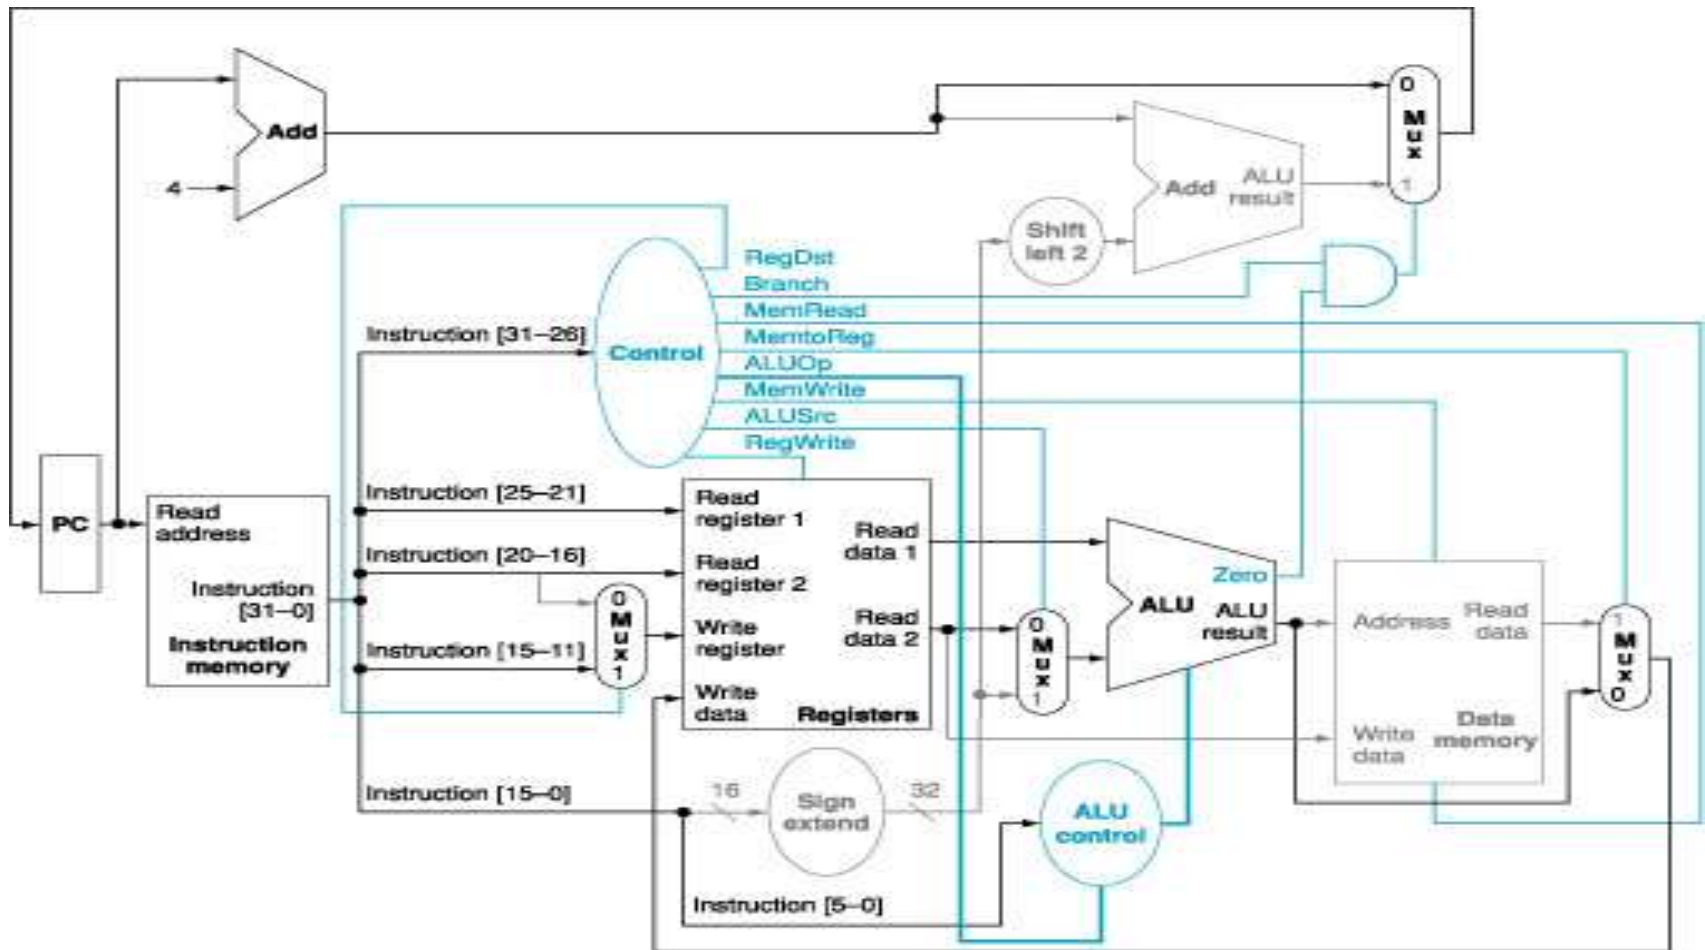 Add
4
0
Mux
1
Add
ALU
result
Shift
left 2
RegDst
Branch
MemRead
MemtoReg
ALUOp
MemWrite
ALUSrc
RegWrite
Control
Instruction [31–26]
Instruction [25–21]
Instruction [20–16]
Instruction [15–11]
Instruction [15–0]
Instruction [5–0]
PC
Read
address
Instruction
[31–0]
Instruction
memory
0
Mux
1
Read
register 1
Read
register 2
Write
register
Write
data
Read
data 1
Read
data 2
Registers
0
Mux
1
Zero
ALU
ALU
result
Address
Read
data
Write
data
Data
memory
1
Mux
0
16
Sign
extend
32
ALU
control